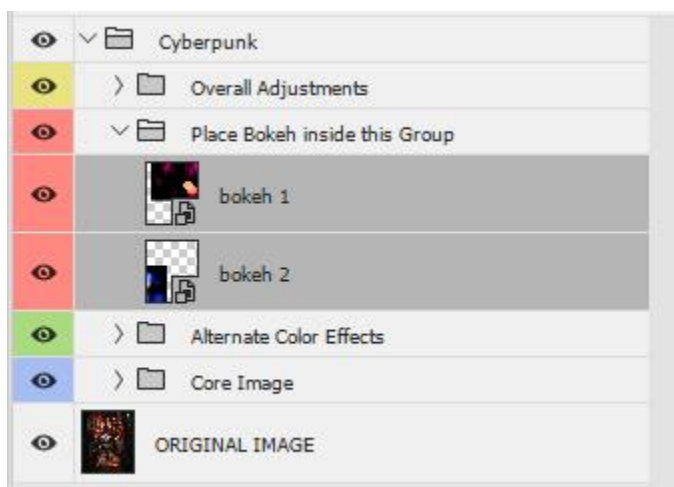 Cyberpunk
Overall Adjustments
Place Bokeh inside this Group
bokeh 1
bokeh 2
Alternate Color Effects
Core Image
ORIGINAL IMAGE